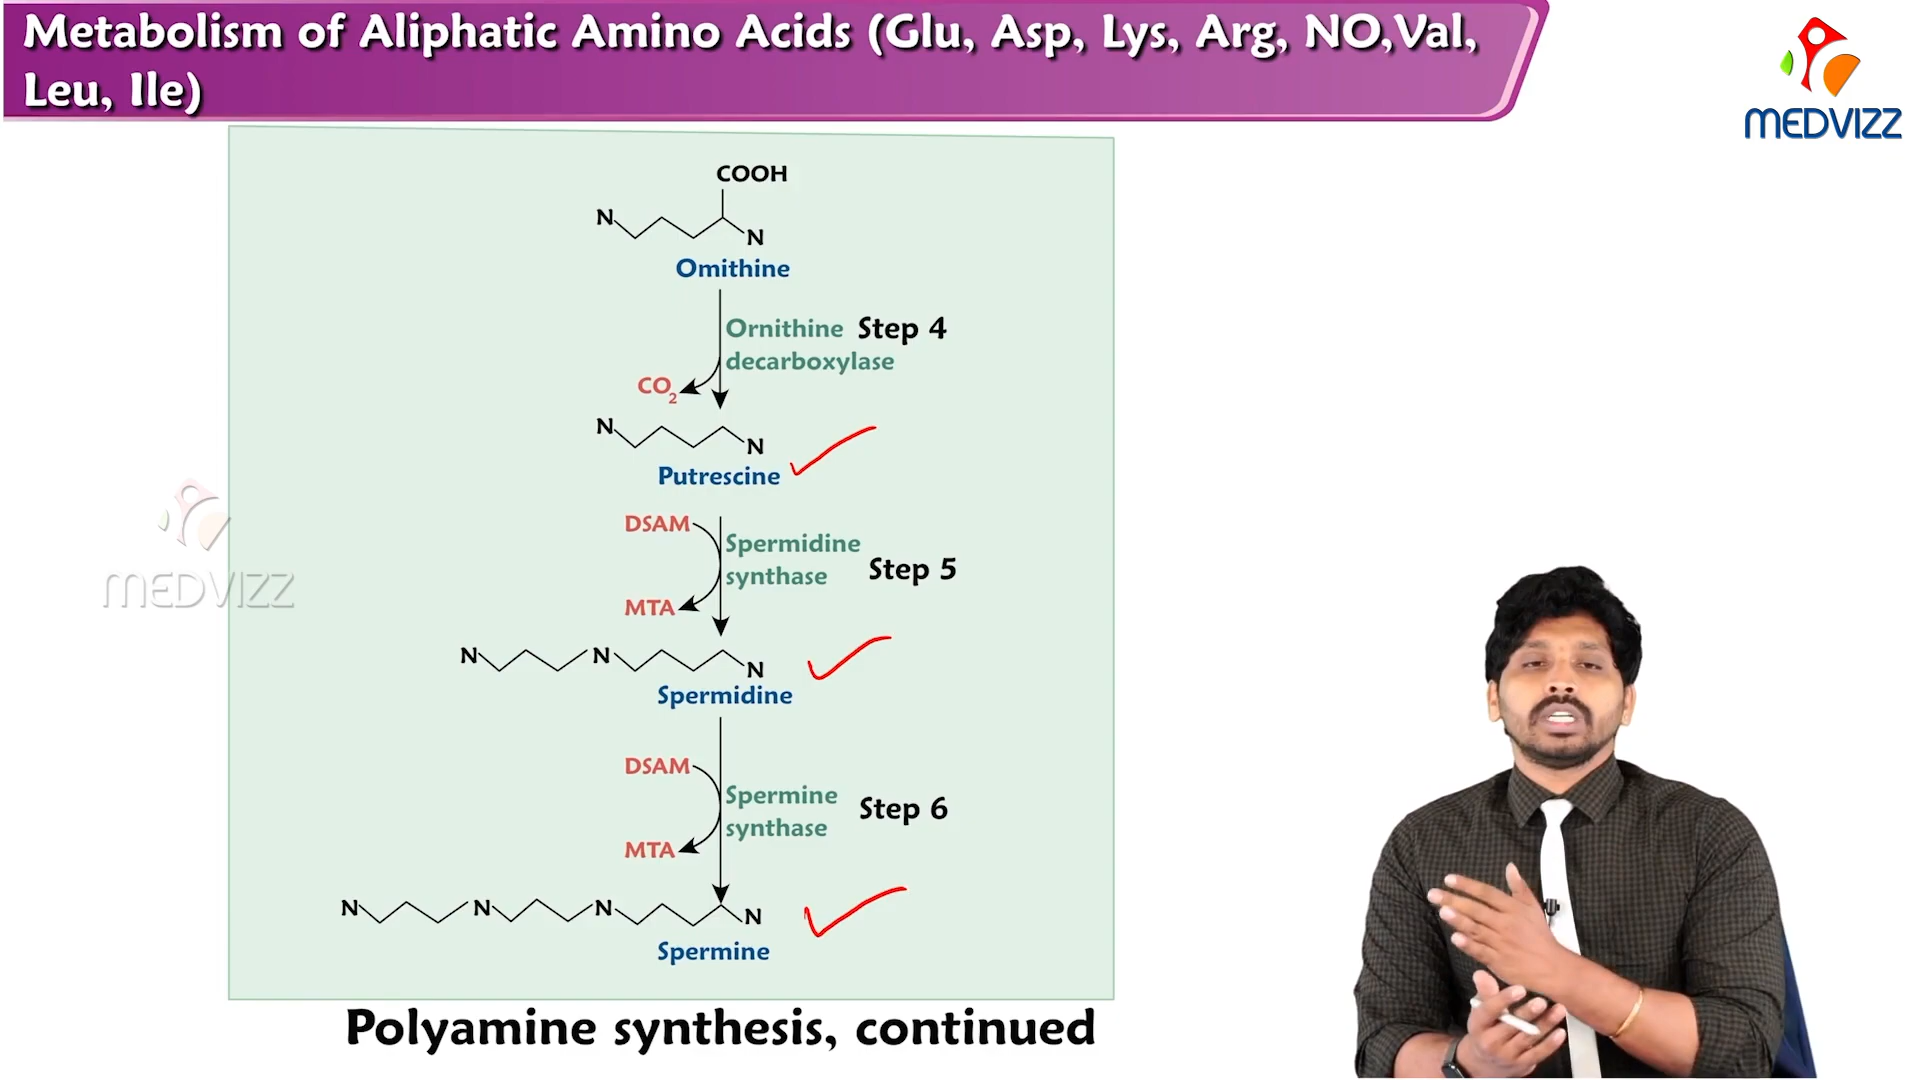 Metabolism of Aliphatic Amino Acids (Glu, Asp, Lys, Arg, NO,Val,
Leu, Ile)
MEDVIZZ
COOH
N
N
Omithine
Ornithine Step 4
decarboxylase
CO2
N
N
Putrescine
DSAM
Spermidine
synthase Step 5
MTA
MEDVIZZ
N N N
Spermidine
DSAM
Spermine
synthase Step 6
MTA
N N N N
Spermine
Polyamine synthesis, continued